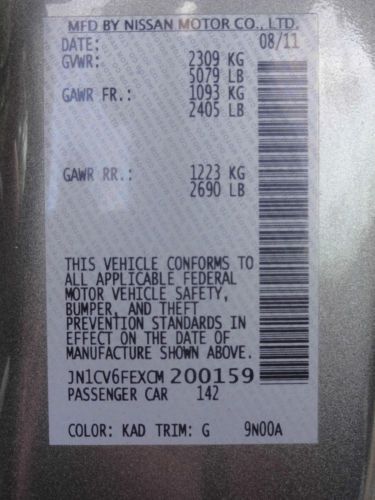 MFD BY NISSAN MOTOR CO., LTD.
DATE: 08/11
GVWR: 2309 KG
5079 LB
GAWR FR.: 1093 KG
2405 LB
GAWR RR.: 1223 KG
2690 LB
THIS VEHICLE CONFORMS TO
ALL APPLICABLE FEDERAL
MOTOR VEHICLE SAFETY,
BUMPER, AND THEFT
PREVENTION STANDARDS IN
EFFECT ON THE DATE OF
MANUFACTURE SHOWN ABOVE.
JN1CV6FEXCM200159
PASSENGER CAR 142
COLOR: KAD TRIM: G 9N00A